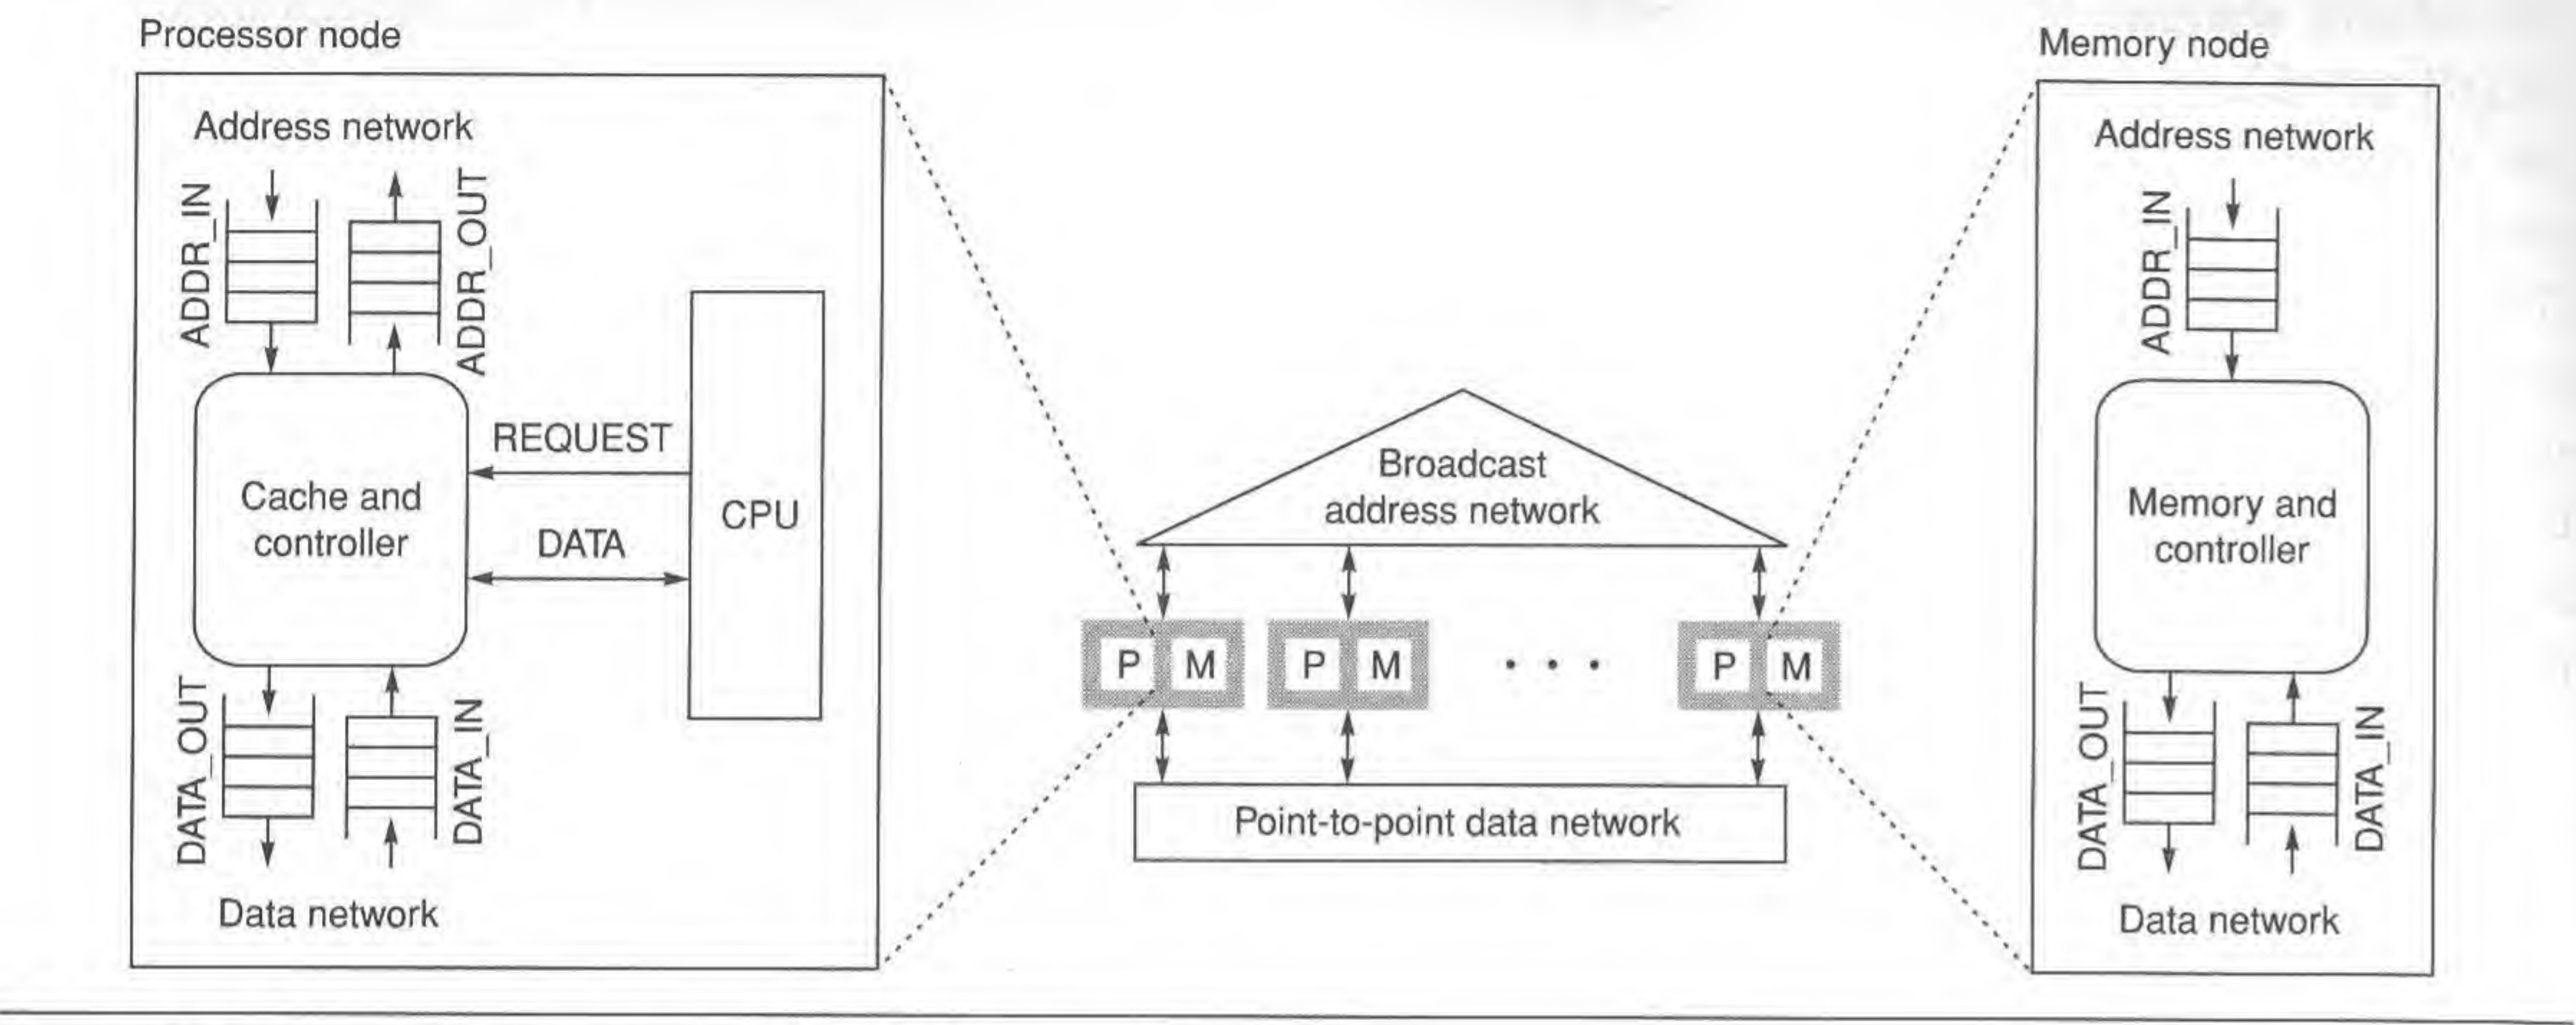 Processor node
Address network
ADDR_IN
ADDR_OUT
REQUEST
Cache and
controller
DATA
CPU
DATA_OUT
DATA_IN
Data network
Broadcast
address network
P M
P M
• • •
P M
Point-to-point data network
Memory node
Address network
ADDR_IN
Memory and
controller
DATA_OUT
DATA_IN
Data network